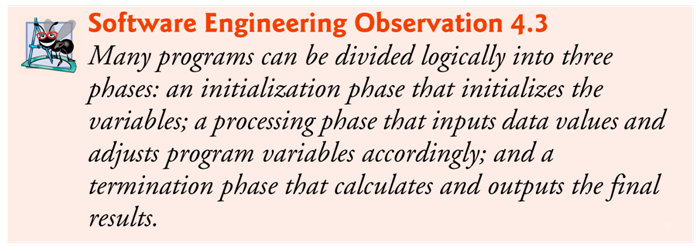 Software Engineering Observation 4.3
Many programs can be divided logically into three
phases: an initialization phase that initializes the
variables; a processing phase that inputs data values and
adjusts program variables accordingly; and a
termination phase that calculates and outputs the final
results.